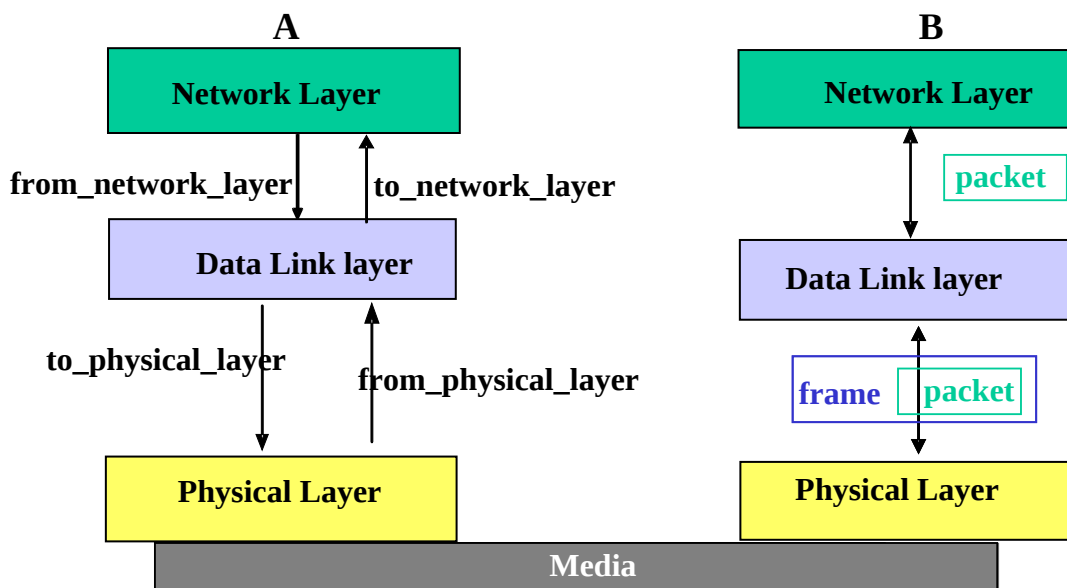 A
Network Layer
from_network_layer
to_network_layer
Data Link layer
to_physical_layer
from_physical_layer
Physical Layer
B
Network Layer
packet
Data Link layer
frame
packet
Physical Layer
Media